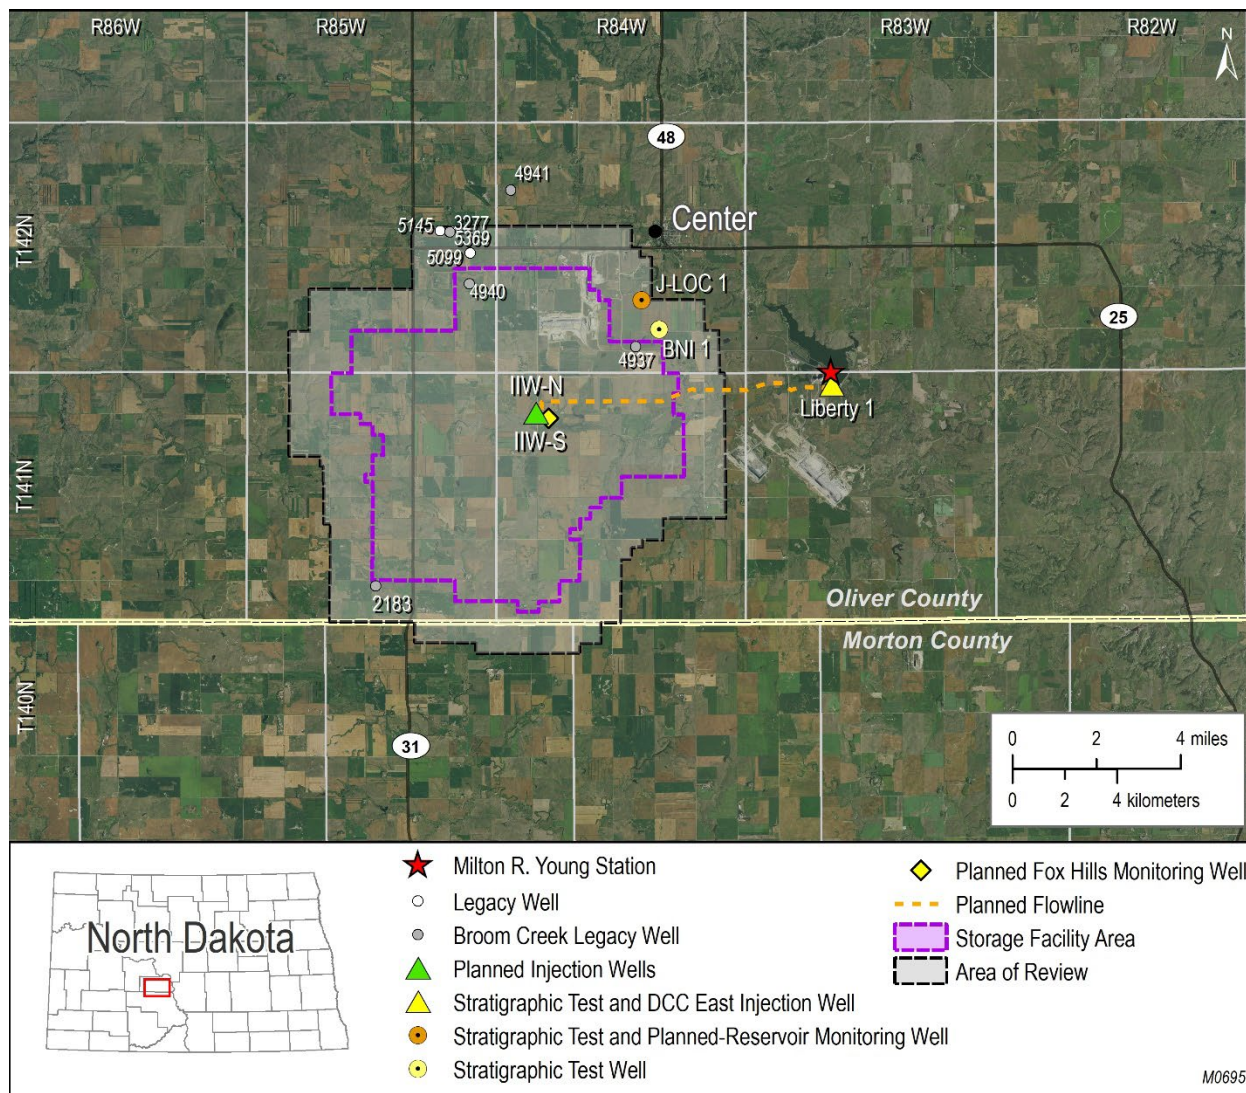 R86W
R85W
R84W
R83W
R82W
N
48
4941
T142N
Center
5145
3277
5369
5099
4940
J-LOC 1
BNI 1
4937
25
IIW-N
IIW-S
Liberty 1
T141N
2183
Oliver County
Morton County
T140N
31
0 2 4 miles
0 2 4 kilometers
North Dakota
Milton R. Young Station
Legacy Well
Broom Creek Legacy Well
Planned Injection Wells
Stratigraphic Test and DCC East Injection Well
Stratigraphic Test and Planned-Reservoir Monitoring Well
Stratigraphic Test Well
Planned Fox Hills Monitoring Well
Planned Flowline
Storage Facility Area
Area of Review
M0695